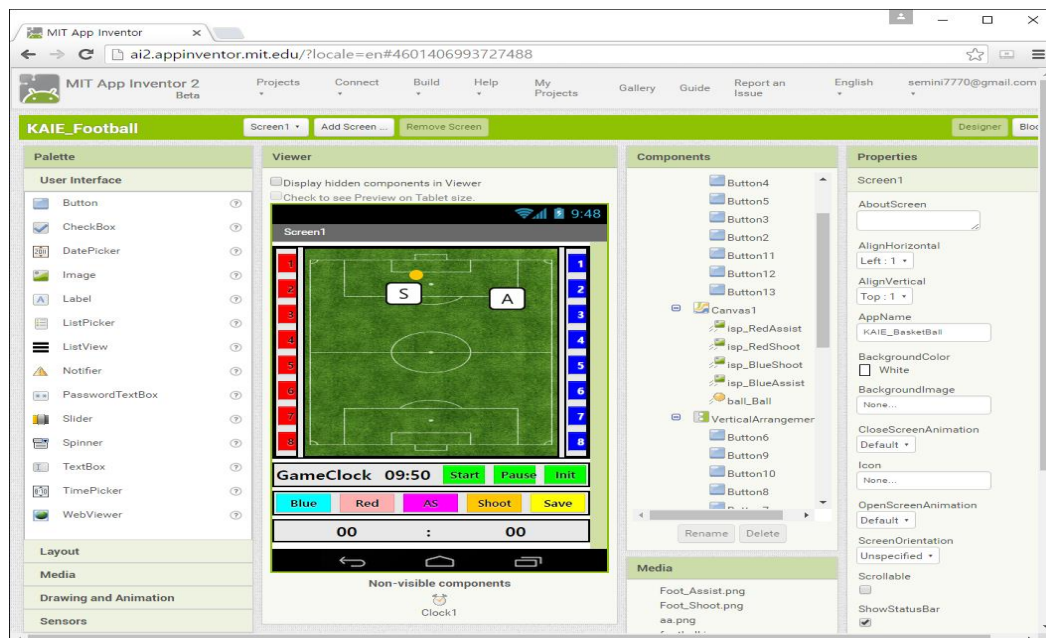 MIT App Inventor
ai2.appinventor.mit.edu/?locale=en#4601406993727488
MIT App Inventor 2
Beta
Projects
Connect
Build
Help
My Projects
Gallery
Guide
Report an Issue
English
semini7770@gmail.com
KAIE_Football
Screen1
Add Screen ...
Remove Screen
Designer
Bloc
Palette
User Interface
Button
CheckBox
DatePicker
Image
Label
ListPicker
ListView
Notifier
PasswordTextBox
Slider
Spinner
TextBox
TimePicker
WebViewer
Layout
Media
Drawing and Animation
Sensors
Viewer
Display hidden components in Viewer
Check to see Preview on Tablet size.
9:48
Screen1
1
2
3
4
5
6
7
8
S
A
1
2
3
4
5
6
7
8
GameClock 09:50 Start Pause Init
Blue Red AS Shoot Save
00 : 00
Non-visible components
Clock1
Components
Button4
Button5
Button3
Button2
Button11
Button12
Button13
Canvas1
isp_RedAssist
isp_RedShoot
isp_BlueShoot
isp_BlueAssist
ball_Ball
VerticalArrangemer
Button6
Button9
Button10
Button8
Rename Delete
Media
Foot_Assist.png
Foot_Shoot.png
aa.png
Properties
Screen1
AboutScreen
AlignHorizontal
Left : 1
AlignVertical
Top : 1
AppName
KAIE_BasketBall
BackgroundColor
White
BackgroundImage
None...
CloseScreenAnimation
Default
Icon
None...
OpenScreenAnimation
Default
ScreenOrientation
Unspecified
Scrollable
ShowStatusBar